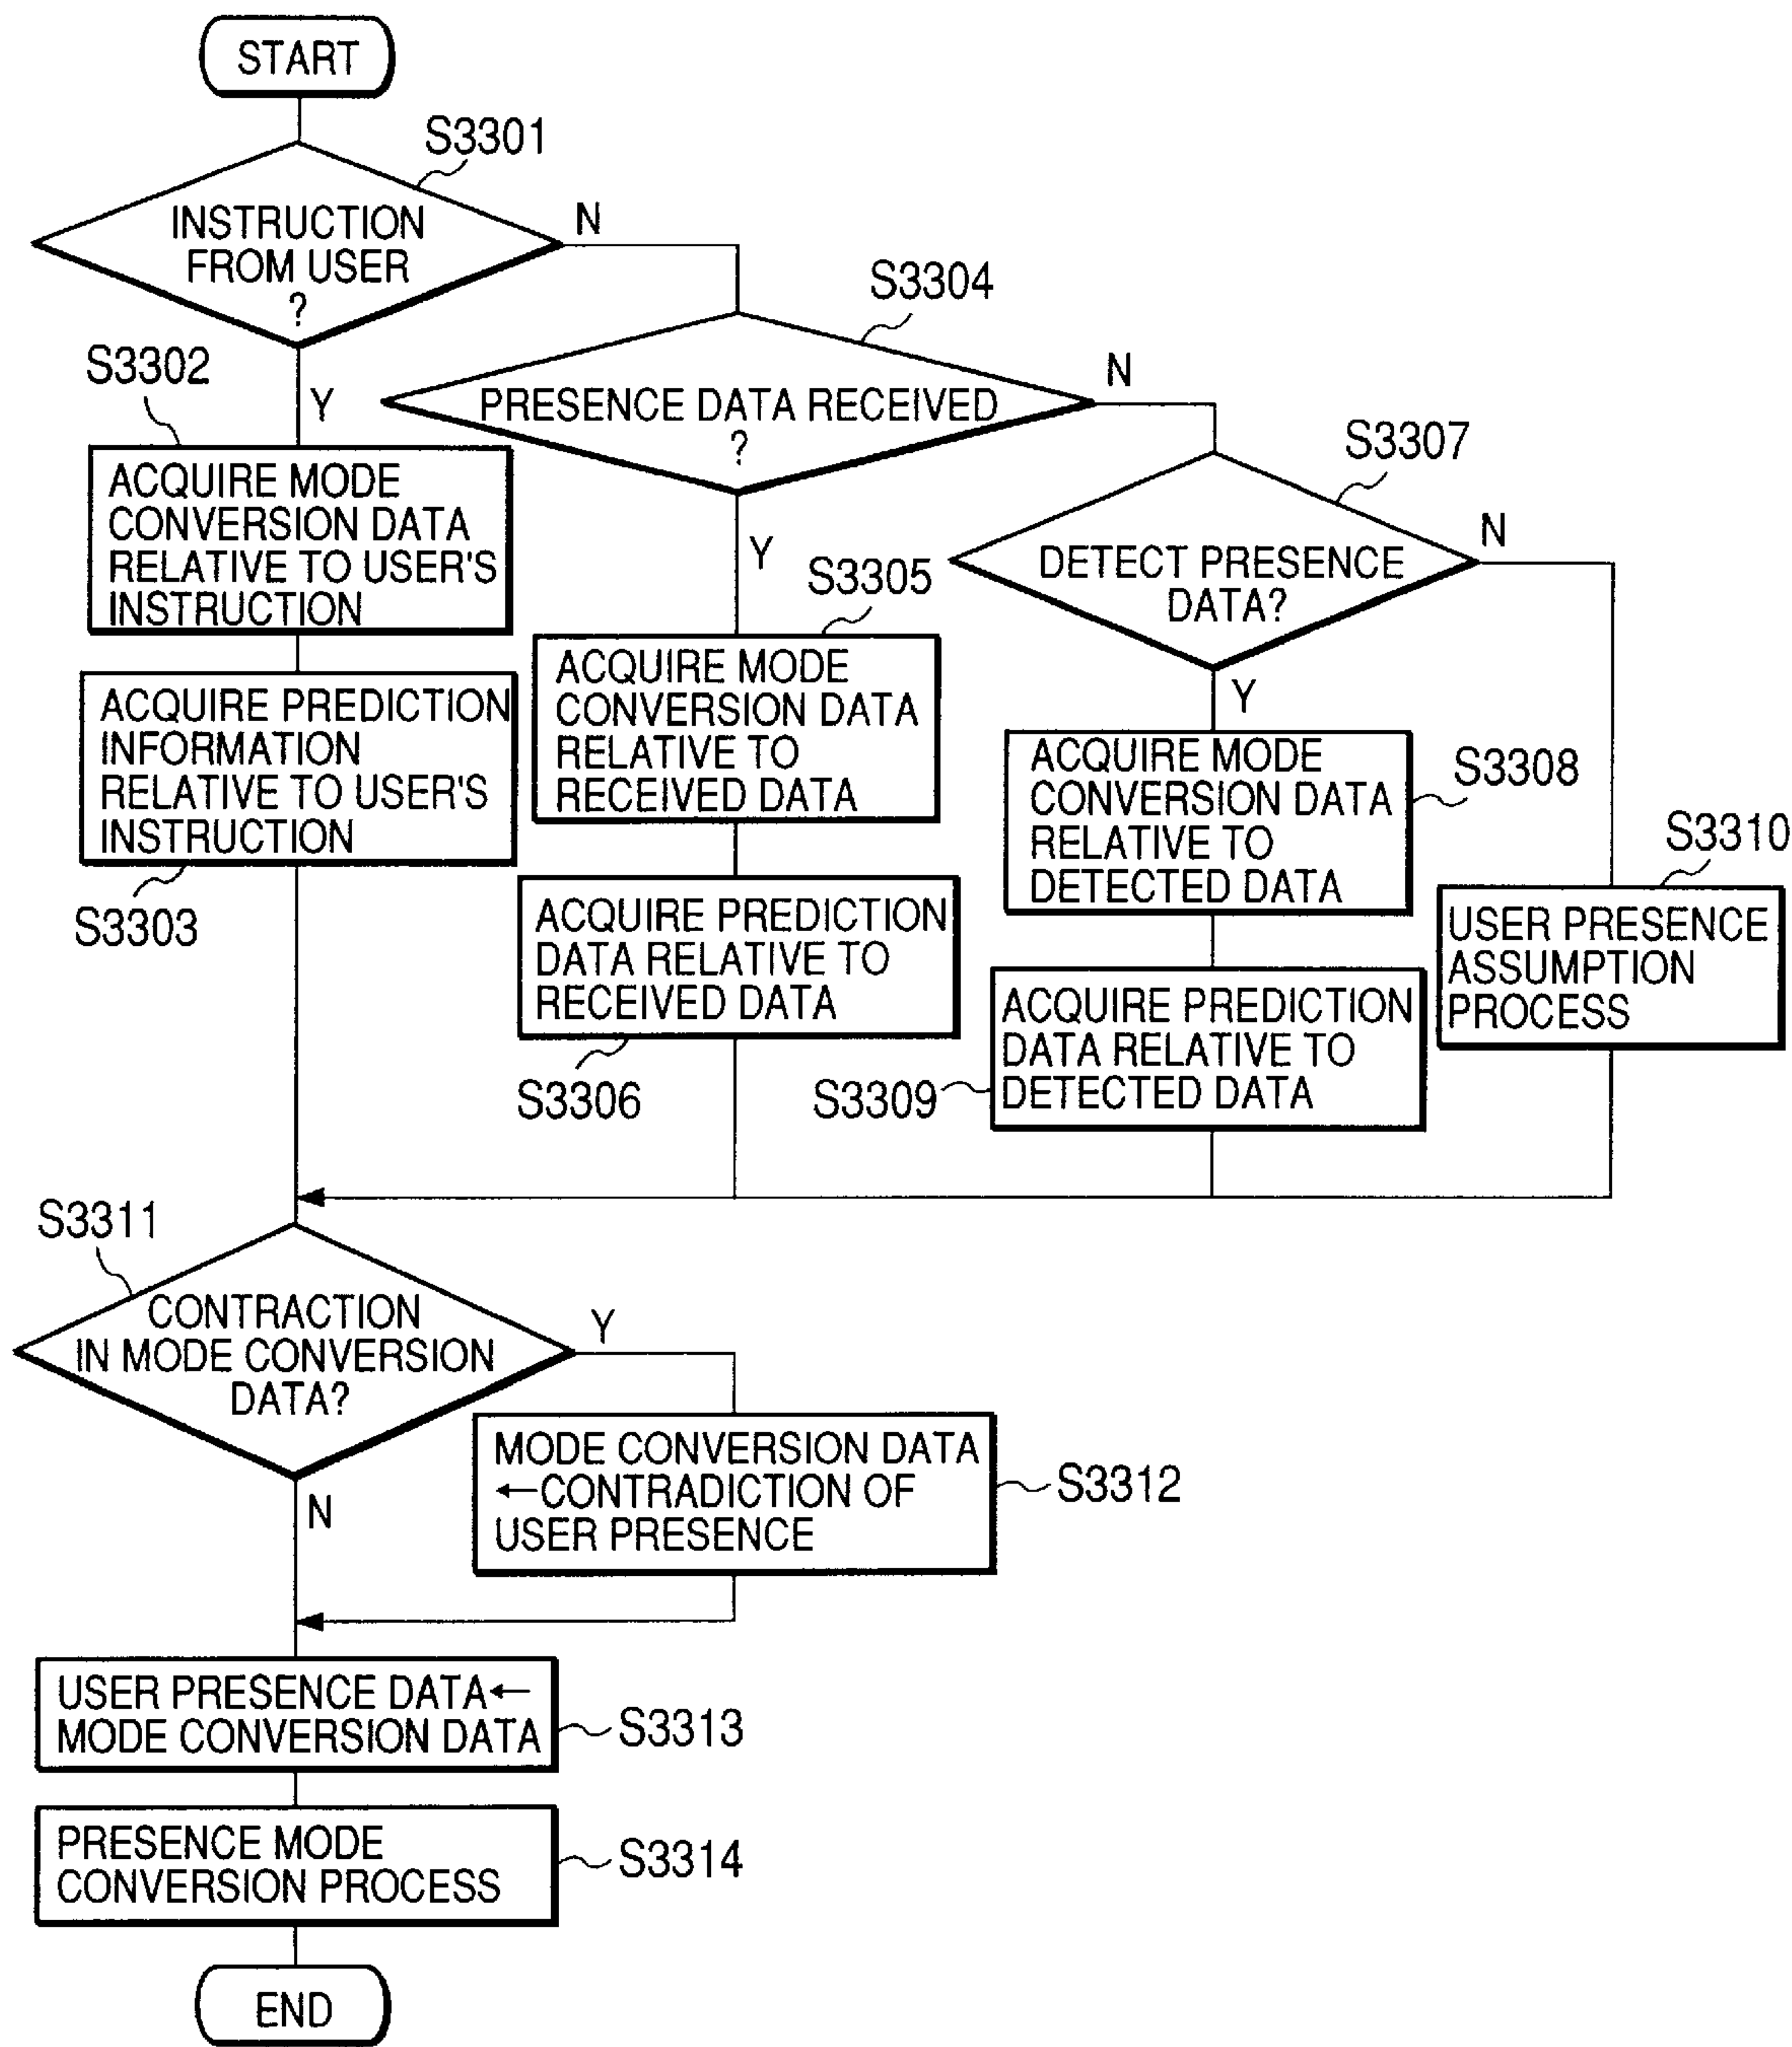 START
S3301
INSTRUCTION
FROM USER
?
N
Y
S3302
ACQUIRE MODE
CONVERSION DATA
RELATIVE TO USER'S
INSTRUCTION
ACQUIRE PREDICTION
INFORMATION
RELATIVE TO USER'S
INSTRUCTION
S3303
S3304
PRESENCE DATA RECEIVED
?
N
Y
S3305
ACQUIRE MODE
CONVERSION DATA
RELATIVE TO
RECEIVED DATA
ACQUIRE PREDICTION
DATA RELATIVE TO
RECEIVED DATA
S3306
S3307
DETECT PRESENCE
DATA?
N
Y
ACQUIRE MODE
CONVERSION DATA
RELATIVE TO
DETECTED DATA
S3308
ACQUIRE PREDICTION
DATA RELATIVE TO
DETECTED DATA
S3309
S3310
USER PRESENCE
ASSUMPTION
PROCESS
S3311
CONTRACTION
IN MODE CONVERSION
DATA?
Y
N
MODE CONVERSION DATA
←CONTRADICTION OF
USER PRESENCE
S3312
USER PRESENCE DATA←
MODE CONVERSION DATA
S3313
PRESENCE MODE
CONVERSION PROCESS
S3314
END